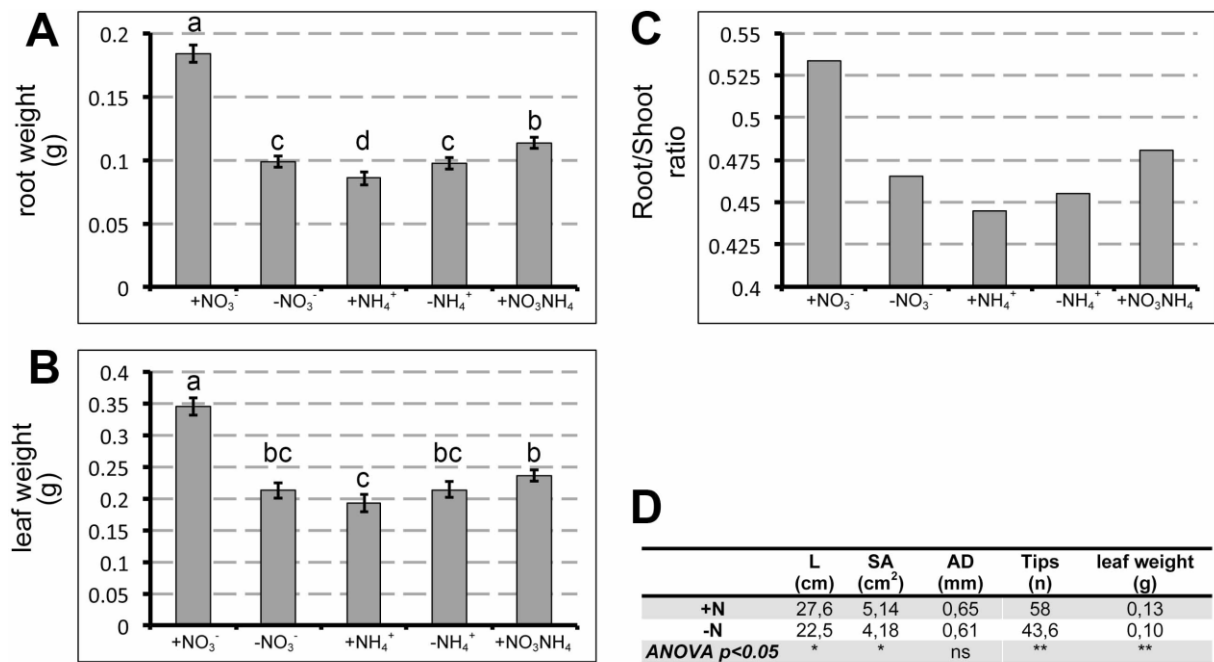 A
root weight
(g)
0.2
0.15
0.1
0.05
0
a
c
d
c
b
+NO₃⁻
-NO₃⁻
+NH₄⁺
-NH₄⁺
+NO₃NH₄
C
Root/Shoot
ratio
0.55
0.525
0.5
0.475
0.45
0.425
0.4
+NO₃⁻
-NO₃⁻
+NH₄⁺
-NH₄⁺
+NO₃NH₄
B
leaf weight
(g)
0.4
0.35
0.3
0.25
0.2
0.15
0.1
0.05
0
a
bc
c
bc
b
+NO₃⁻
-NO₃⁻
+NH₄⁺
-NH₄⁺
+NO₃NH₄
D
L SA AD Tips leaf weight
(cm) (cm²) (mm) (n) (g)
+N 27,6 5,14 0,65 58 0,13
-N 22,5 4,18 0,61 43,6 0,10
ANOVA p<0.05 * * ns ** **